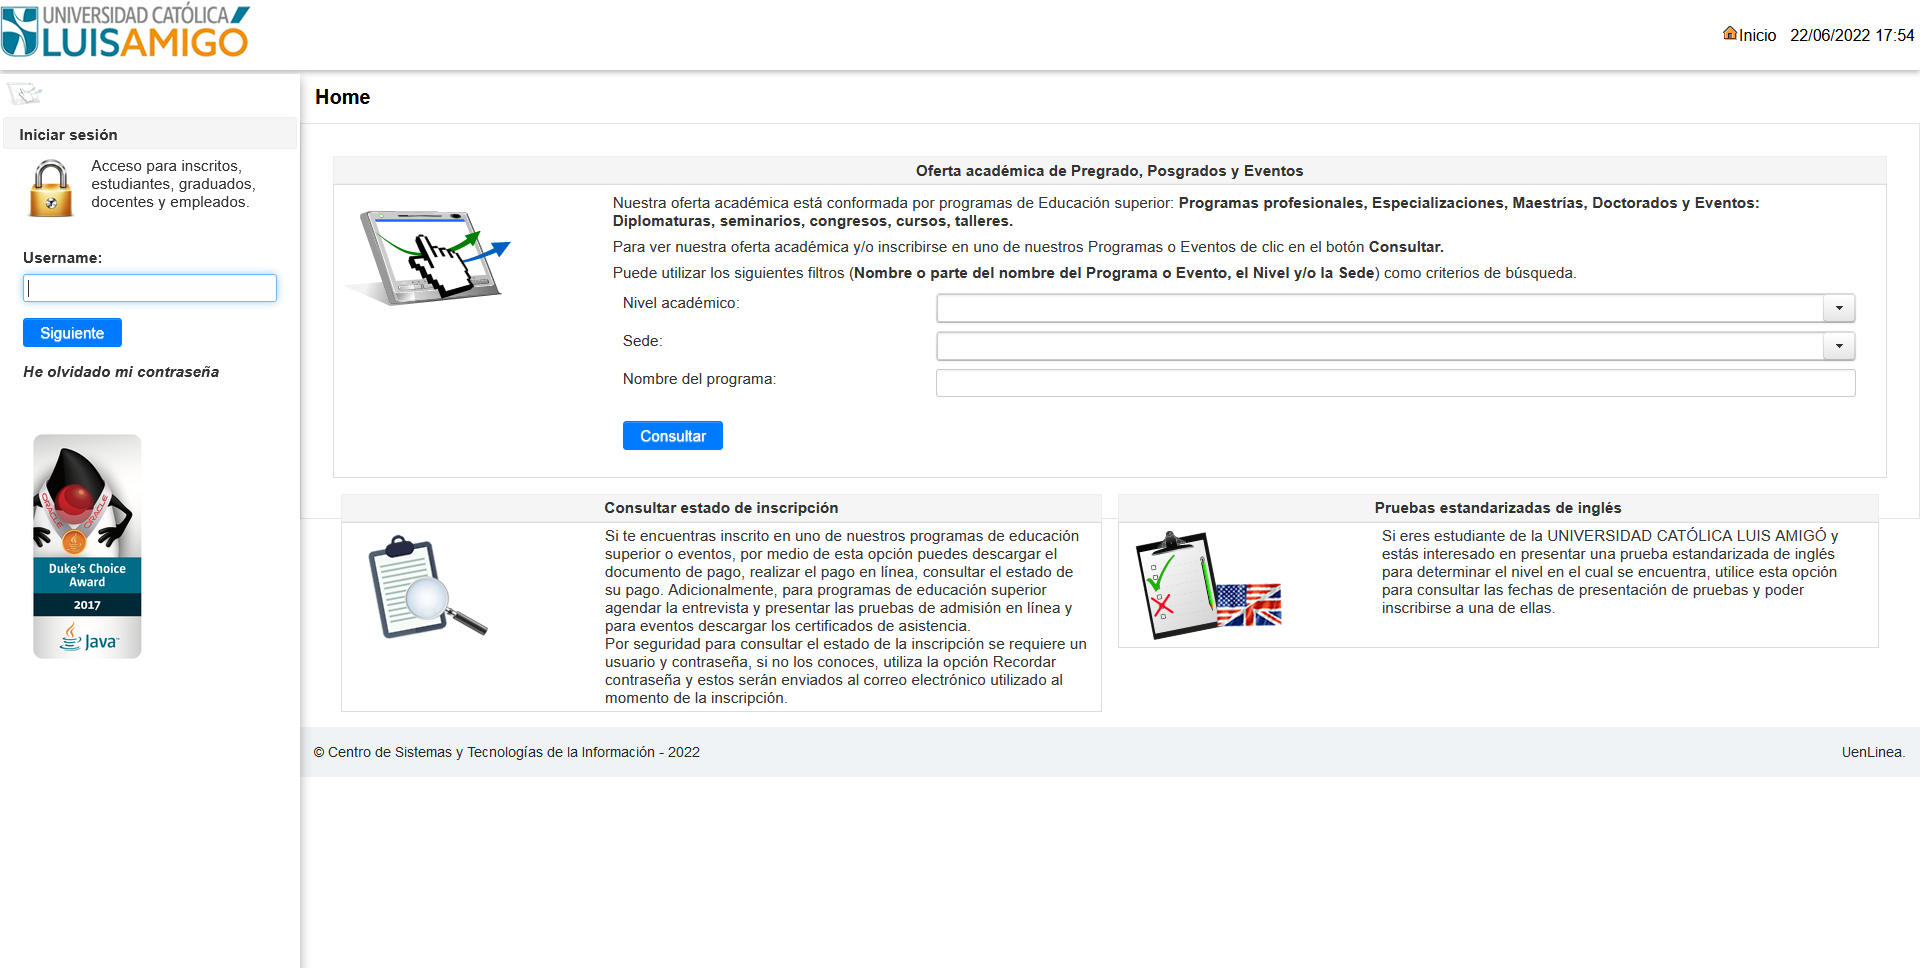 UNIVERSIDAD CATÓLICA
LUISAMIGO
Inicio 22/06/2022 17:54
Iniciar sesión
Acceso para inscritos,
estudiantes, graduados,
docentes y empleados.
Username:
Siguiente
He olvidado mi contraseña
ORACLE
ORACLE
Duke's Choice
Award
2017
Java™
Home
Oferta académica de Pregrado, Posgrados y Eventos
Nuestra oferta académica está conformada por programas de Educación superior: Programas profesionales, Especializaciones, Maestrías, Doctorados y Eventos:
Diplomaturas, seminarios, congresos, cursos, talleres.
Para ver nuestra oferta académica y/o inscribirse en uno de nuestros Programas o Eventos de clic en el botón Consultar.
Puede utilizar los siguientes filtros (Nombre o parte del nombre del Programa o Evento, el Nivel y/o la Sede) como criterios de búsqueda.
Nivel académico:
Sede:
Nombre del programa:
Consultar
Consultar estado de inscripción
Si te encuentras inscrito en uno de nuestros programas de educación
superior o eventos, por medio de esta opción puedes descargar el
documento de pago, realizar el pago en línea, consultar el estado de
su pago. Adicionalmente, para programas de educación superior
agendar la entrevista y presentar las pruebas de admisión en línea y
para eventos descargar los certificados de asistencia.
Por seguridad para consultar el estado de la inscripción se requiere un
usuario y contraseña, si no los conoces, utiliza la opción Recordar
contraseña y estos serán enviados al correo electrónico utilizado al
momento de la inscripción.
Pruebas estandarizadas de inglés
Si eres estudiante de la UNIVERSIDAD CATÓLICA LUIS AMIGÓ y
estás interesado en presentar una prueba estandarizada de inglés
para determinar el nivel en el cual se encuentra, utilice esta opción
para consultar las fechas de presentación de pruebas y poder
inscribirse a una de ellas.
© Centro de Sistemas y Tecnologías de la Información - 2022
UenLinea.